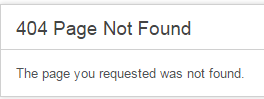 404 Page Not Found
The page you requested was not found.